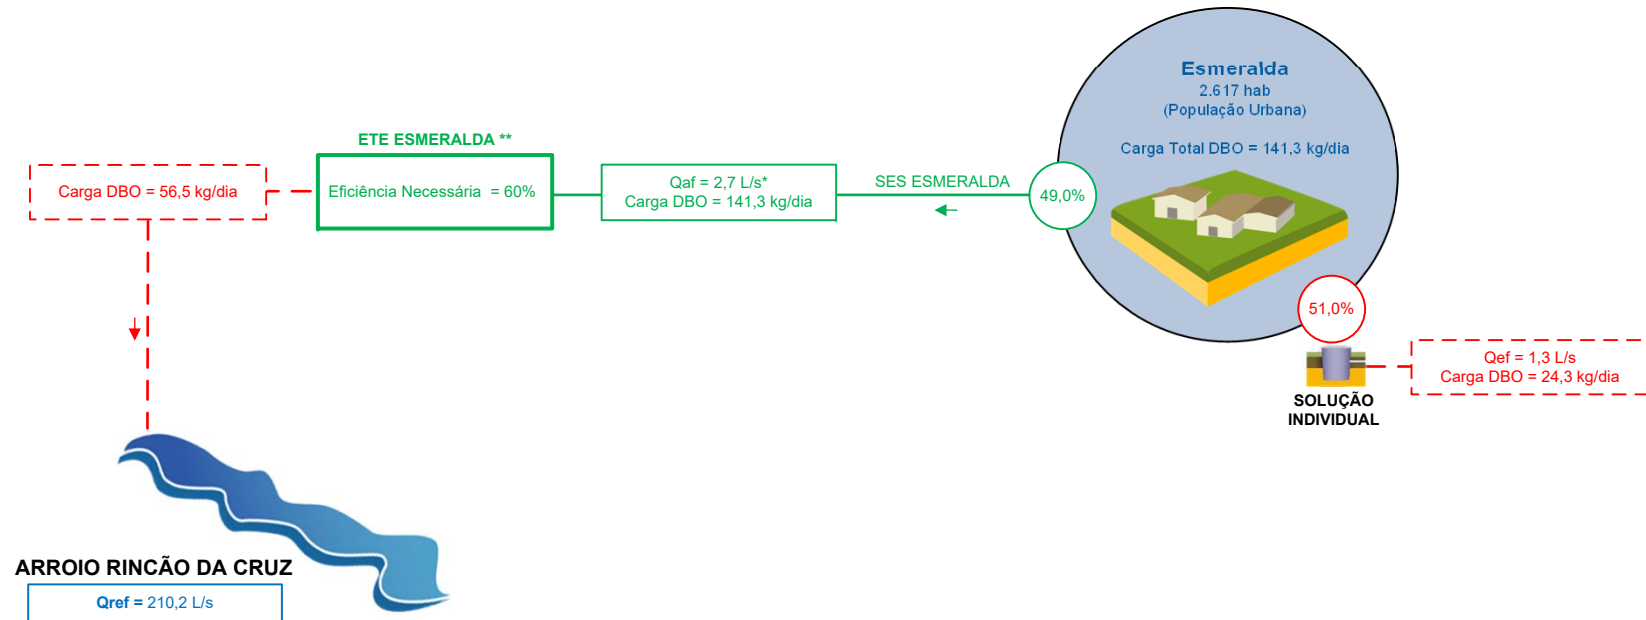 Esmeralda
2.617 hab
(População Urbana)
Carga Total DBO = 141,3 kg/dia
ETE ESMERALDA **
Carga DBO = 56,5 kg/dia
Eficiência Necessária = 60%
Qaf = 2,7 L/s*
Carga DBO = 141,3 kg/dia
SES ESMERALDA
49,0%
51,0%
Qef = 1,3 L/s
Carga DBO = 24,3 kg/dia
SOLUÇÃO
INDIVIDUAL
ARROIO RINCÃO DA CRUZ
Qref = 210,2 L/s